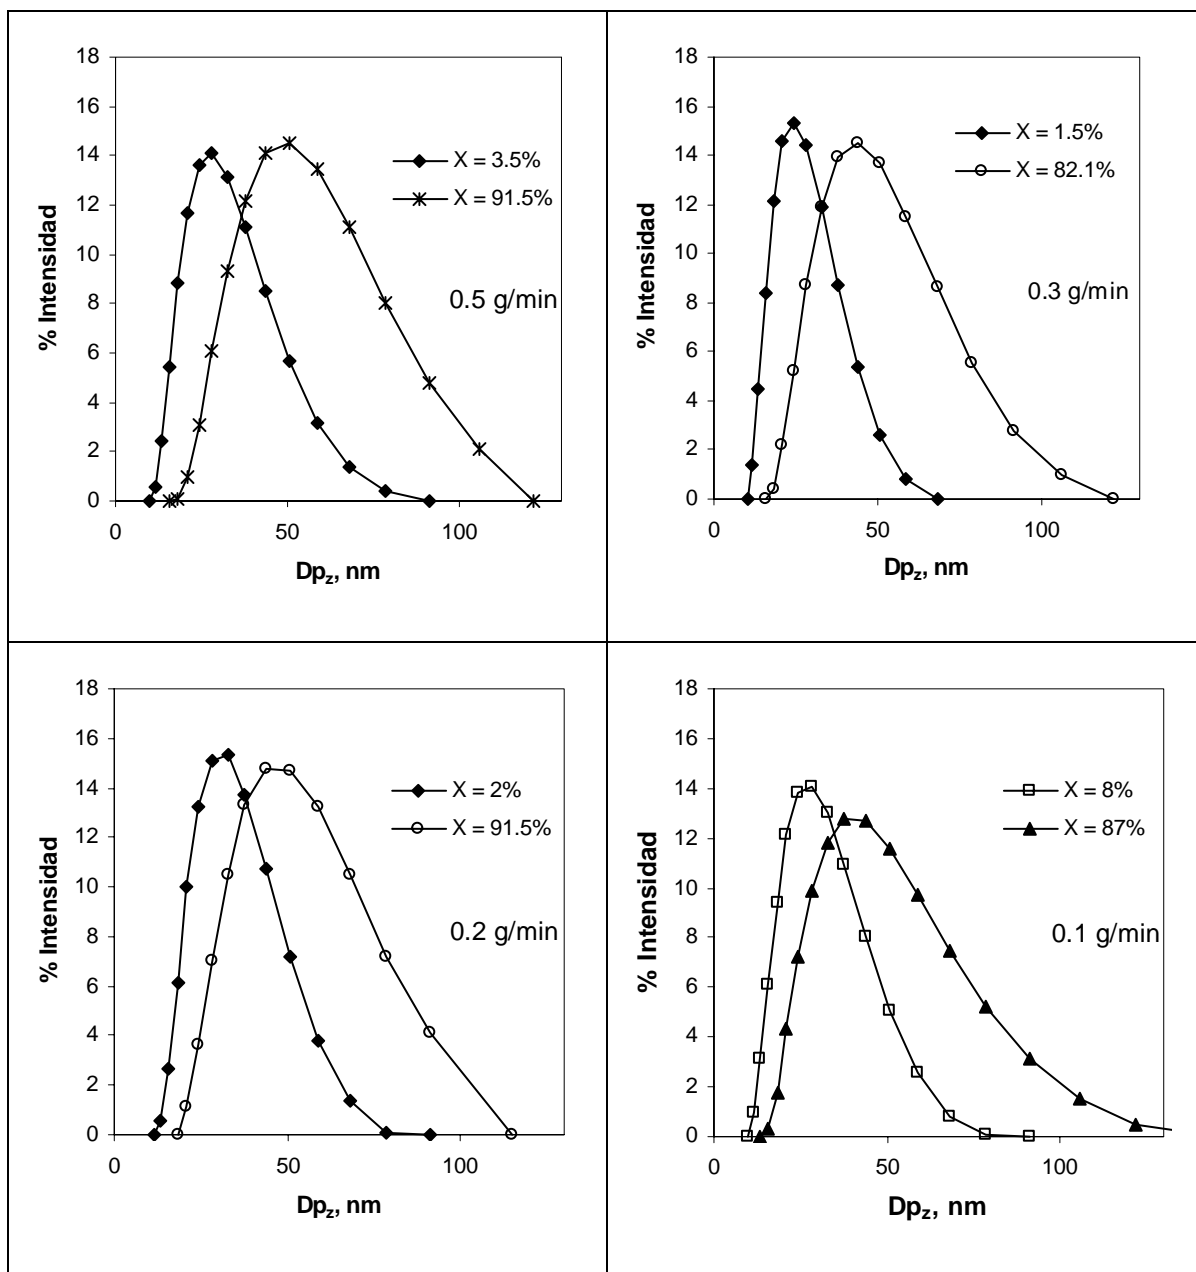 18
16
14
12
10
8
6
4
2
0
% Intensidad
X = 3.5%
X = 91.5%
0.5 g/min
0 50 100
Dpz, nm
18
16
14
12
10
8
6
4
2
0
% Intensidad
X = 1.5%
X = 82.1%
0.3 g/min
0 50 100
Dpz, nm
18
16
14
12
10
8
6
4
2
0
% Intensidad
X = 2%
X = 91.5%
0.2 g/min
0 50 100
Dpz, nm
18
16
14
12
10
8
6
4
2
0
% Intensidad
X = 8%
X = 87%
0.1 g/min
0 50 100
Dpz, nm